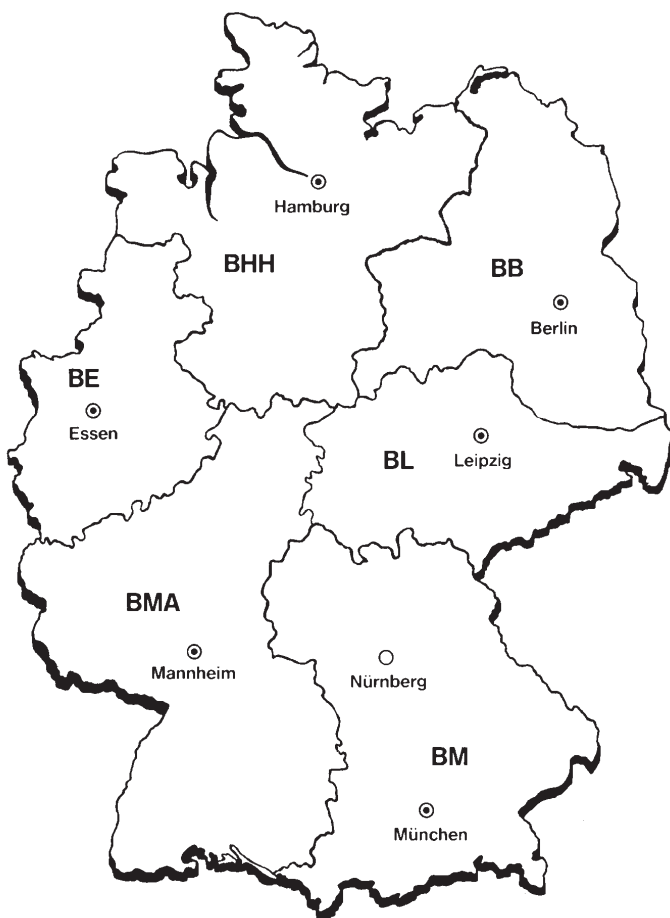 Hamburg
BHH
BB
Berlin
BE
Essen
BL
Leipzig
BMA
Mannheim
Nürnberg
BM
München